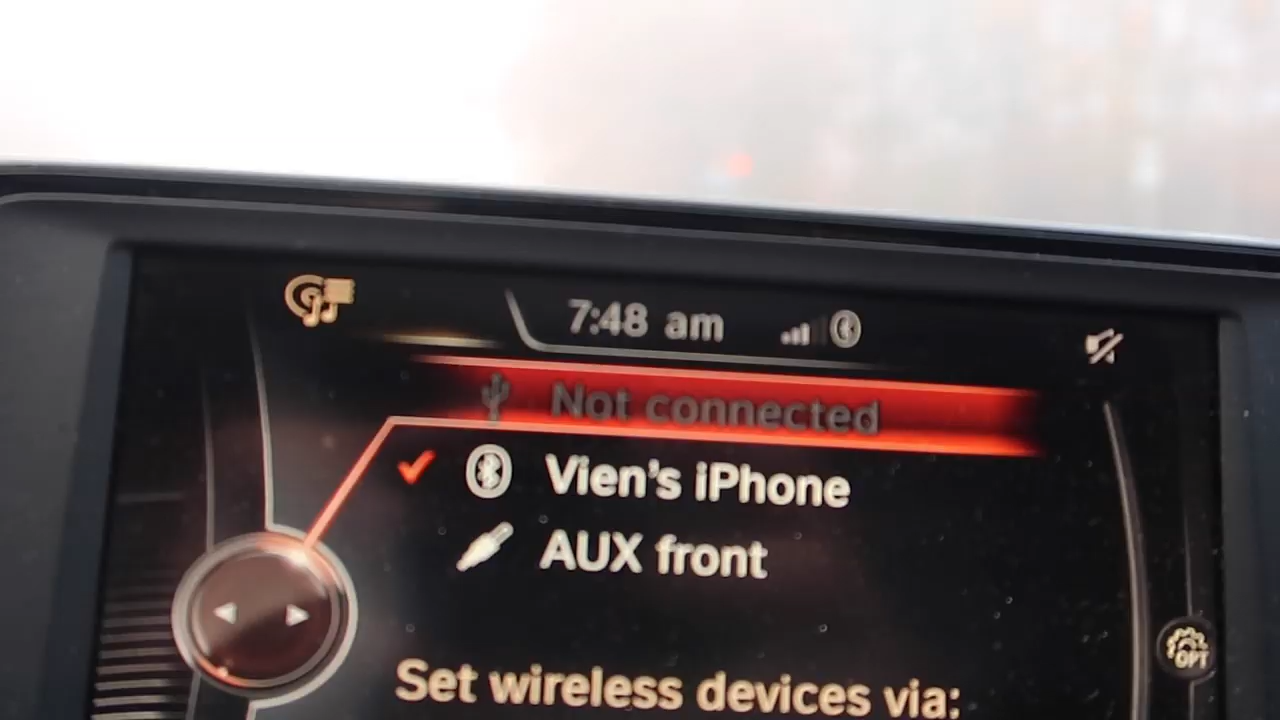 7:48 am
Not connected
Vien's iPhone
AUX front
OPT
Set wireless devices via: